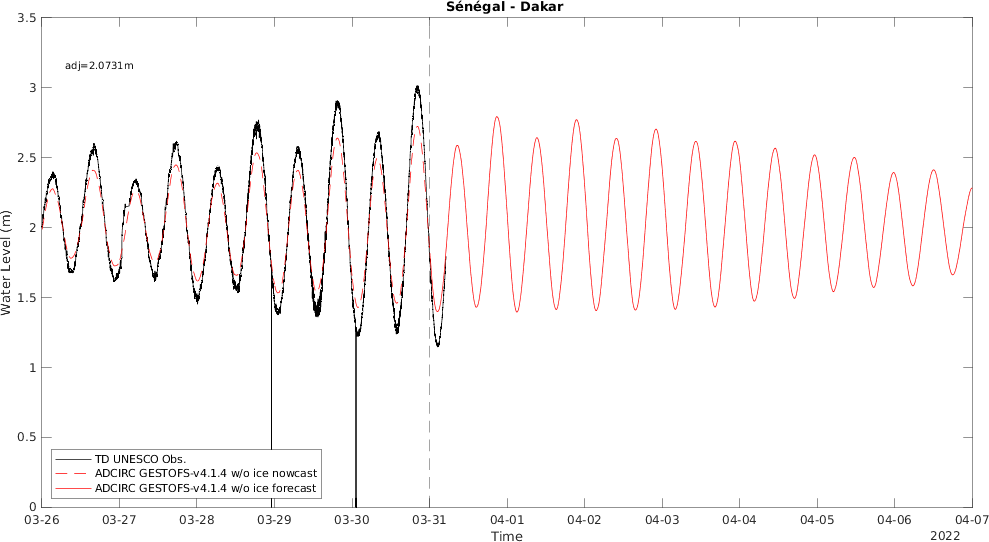 Sénégal - Dakar
adj=2.0731m
3.5
3
2.5
2
1.5
1
0.5
0
Water Level (m)
TD UNESCO Obs.
ADCIRC GESTOFS-v4.1.4 w/o ice nowcast
ADCIRC GESTOFS-v4.1.4 w/o ice forecast
03-26 03-27 03-28 03-29 03-30 03-31 04-01 04-02 04-03 04-04 04-05 04-06 04-07
Time
2022